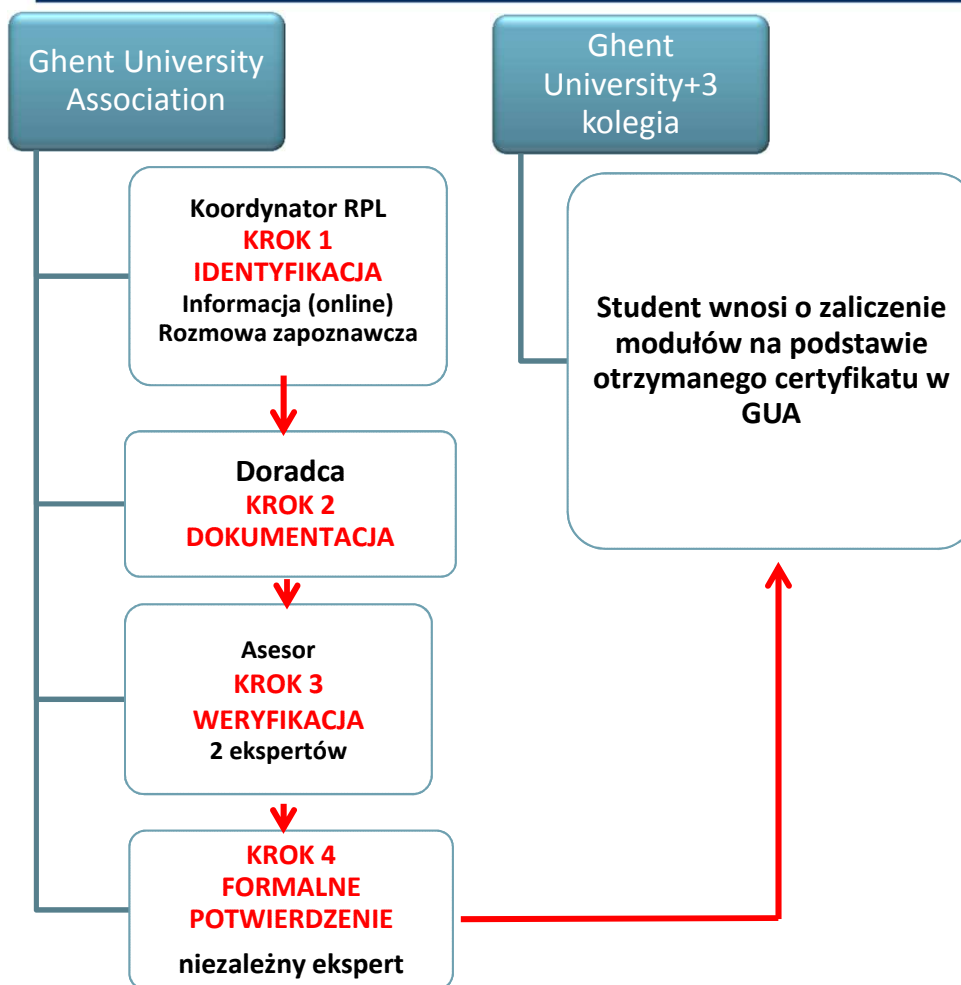 Ghent University
Association
Koordynator RPL
KROK 1
IDENTYFIKACJA
Informacja (online)
Rozmowa zapoznawcza
Doradca
KROK 2
DOKUMENTACJA
Asesor
KROK 3
WERYFIKACJA
2 ekspertów
KROK 4
FORMALNE
POTWIERDZENIE
niezależny ekspert
Ghent
University+3
kolegia
Student wnosi o zaliczenie
modułów na podstawie
otrzymanego certyfikatu w
GUA